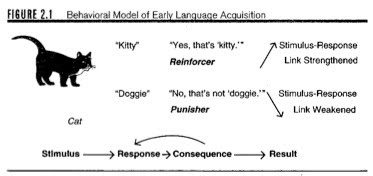 FIGURE 2.1 Behavioral Model of Early Language Acquisition
"Kitty" "Yes, that's 'kitty.'" Stimulus-Response
Reinforcer Link Strengthened
"Doggie" "No, that's not 'doggie.'" Stimulus-Response
Punisher Link Weakened
Cat
Stimulus → Response → Consequence → Result